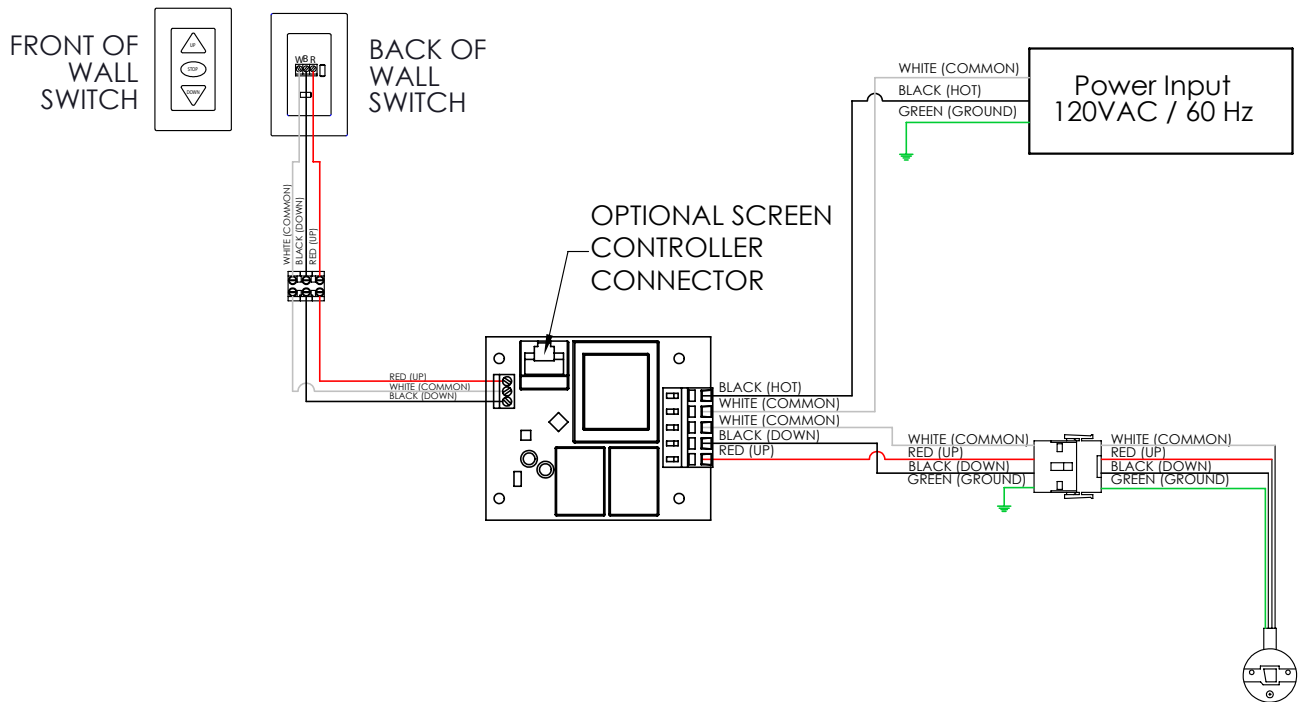 FRONT OF
WALL
SWITCH
UP
STOP
DOWN
W B R
BACK OF
WALL
SWITCH
WHITE (COMMON)
BLACK (DOWN)
RED (UP)
WHITE (COMMON)
BLACK (HOT)
GREEN (GROUND)
Power Input
120VAC / 60 Hz
OPTIONAL SCREEN
CONTROLLER
CONNECTOR
RED (UP)
WHITE (COMMON)
BLACK (DOWN)
BLACK (HOT)
WHITE (COMMON)
WHITE (COMMON)
BLACK (DOWN)
RED (UP)
WHITE (COMMON)
RED (UP)
BLACK (DOWN)
GREEN (GROUND)
WHITE (COMMON)
RED (UP)
BLACK (DOWN)
GREEN (GROUND)